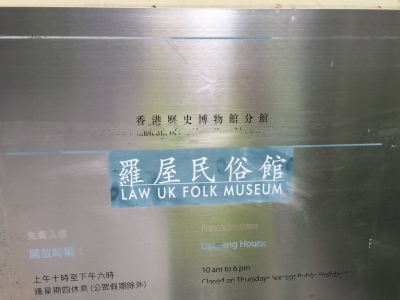 香港歷史博物館分館
羅屋民俗館
LAW UK FOLK MUSEUM
免費入場
Free Admission
開放時間：
Opening Hours:
上午十時至下午六時
10 am to 6 pm
逢星期四休息 (公眾假期除外)
Closed on Thursdays (except Public Holidays)